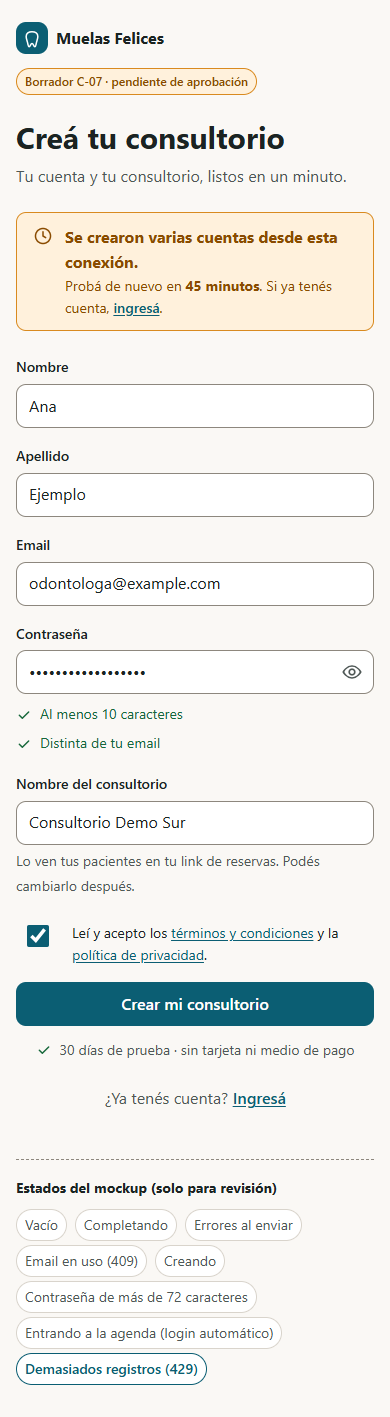 Muelas Felices
Borrador C-07 · pendiente de aprobación
Creá tu consultorio
Tu cuenta y tu consultorio, listos en un minuto.
Se crearon varias cuentas desde esta
conexión.
Probá de nuevo en 45 minutos. Si ya tenés
cuenta, ingresá.
Nombre
Ana
Apellido
Ejemplo
Email
odontologa@example.com
Contraseña
••••••••••••••••••
Al menos 10 caracteres
Distinta de tu email
Nombre del consultorio
Consultorio Demo Sur
Lo ven tus pacientes en tu link de reservas. Podés
cambiarlo después.
Leí y acepto los términos y condiciones y la
política de privacidad.
Crear mi consultorio
30 días de prueba · sin tarjeta ni medio de pago
¿Ya tenés cuenta? Ingresá
Estados del mockup (solo para revisión)
Vacío Completando Errores al enviar
Email en uso (409) Creando
Contraseña de más de 72 caracteres
Entrando a la agenda (login automático)
Demasiados registros (429)